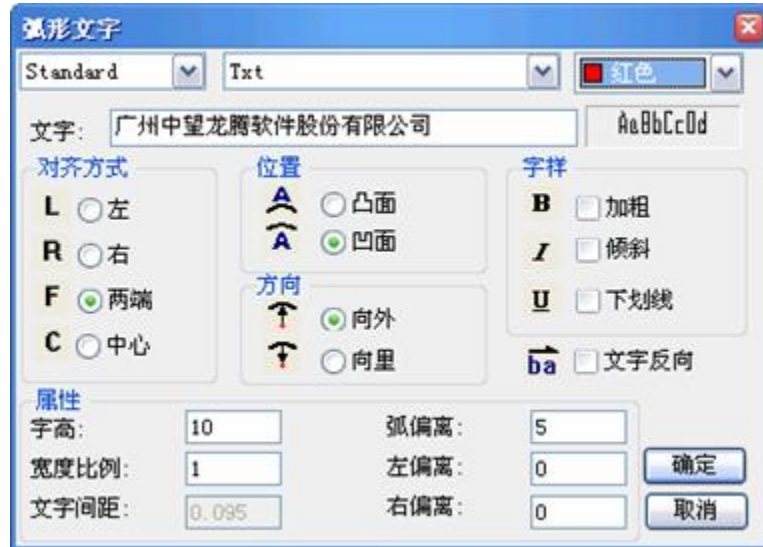 弧形文字
Standard Txt 红色
文字: 广州中望龙腾软件股份有限公司 AaBbCcDd
对齐方式 位置 字样
L 左 A 凸面 B 加粗
R 右 A 凹面 I 倾斜
F 两端 方向 U 下划线
C 中心 向外
向里 ba 文字反向
属性
字高: 10 弧偏离: 5
宽度比例: 1 左偏离: 0 确定
文字间距: 0.095 右偏离: 0 取消